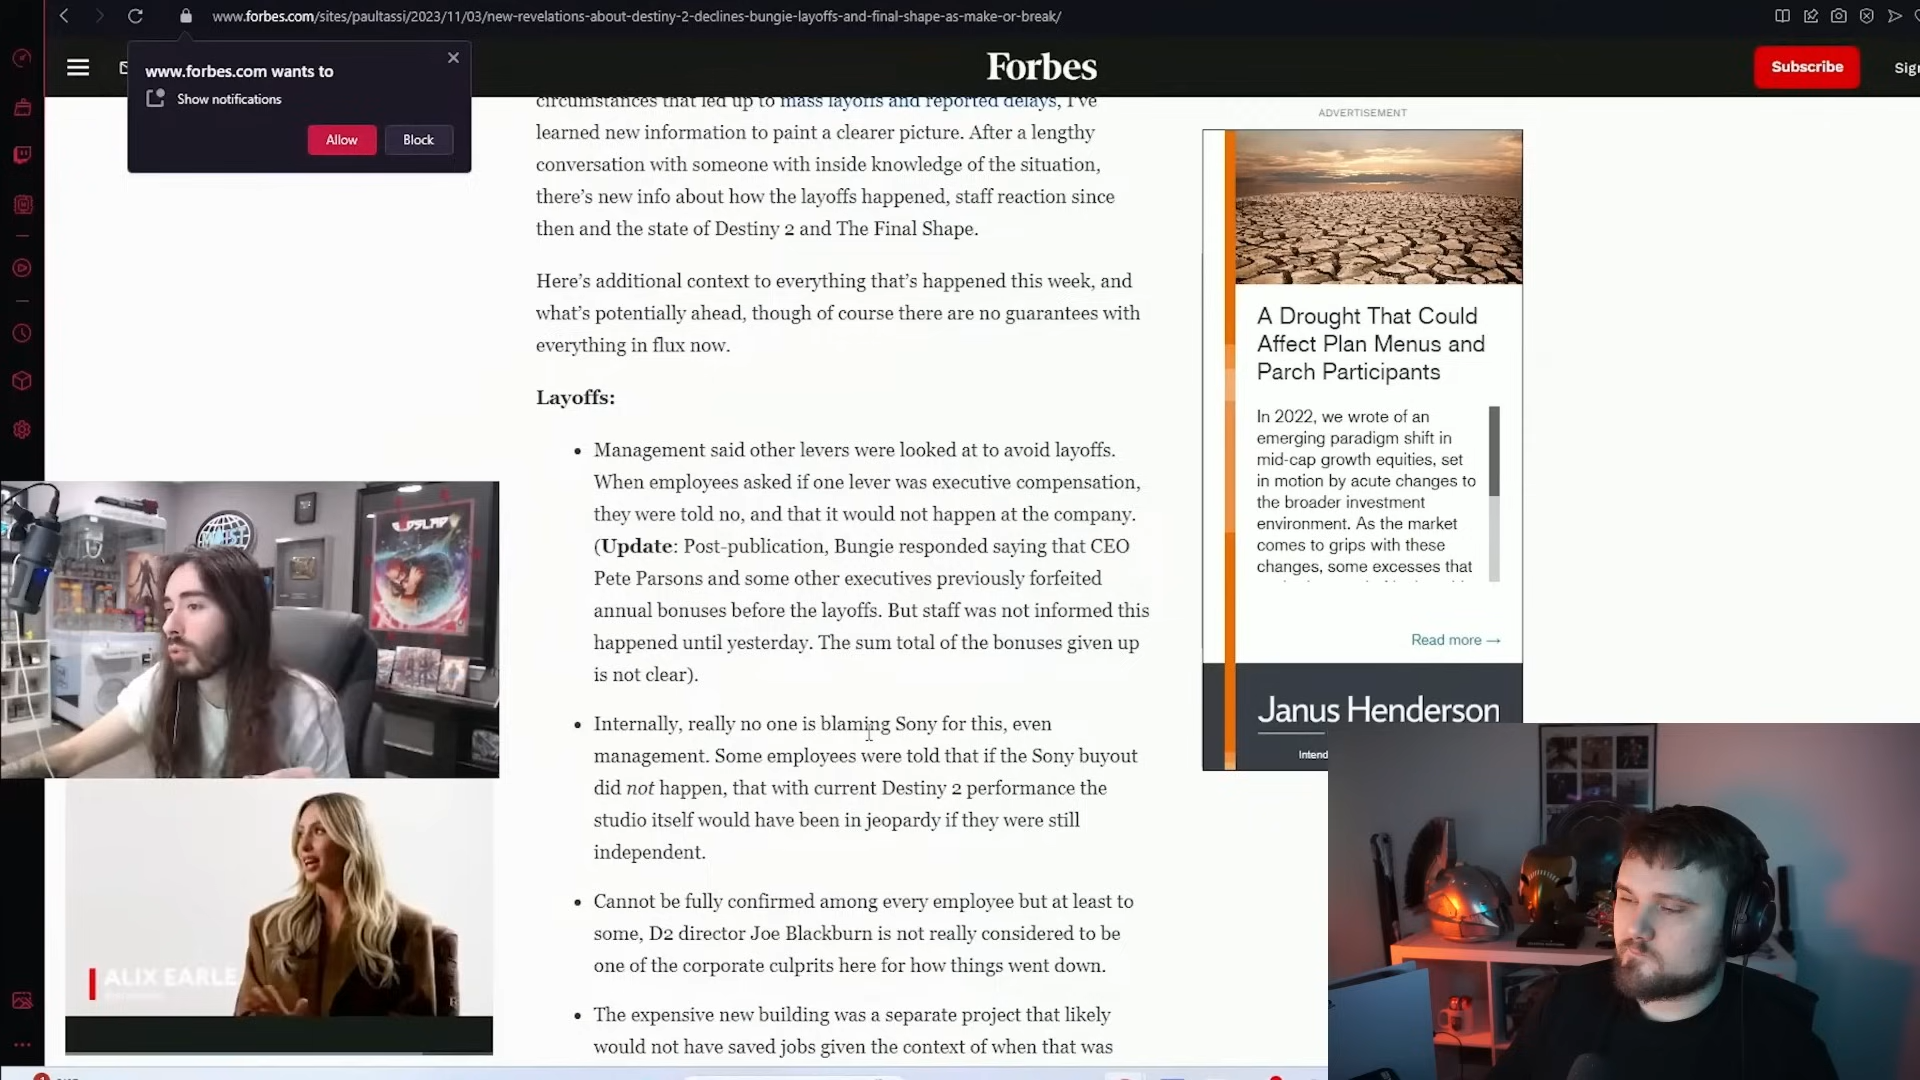 www.forbes.com/sites/paultassi/2023/11/03/new-revelations-about-destiny-2-declines-bungie-layoffs-and-final-shape-as-make-or-break/
www.forbes.com wants to
Show notifications
Allow
Block
Forbes
Subscribe
Sign
circumstances that led up to mass layoffs and reported delays, I've
learned new information to paint a clearer picture. After a lengthy
conversation with someone with inside knowledge of the situation,
there's new info about how the layoffs happened, staff reaction since
then and the state of Destiny 2 and The Final Shape.
Here's additional context to everything that's happened this week, and
what's potentially ahead, though of course there are no guarantees with
everything in flux now.
Layoffs:
• Management said other levers were looked at to avoid layoffs.
When employees asked if one lever was executive compensation,
they were told no, and that it would not happen at the company.
(Update: Post-publication, Bungie responded saying that CEO
Pete Parsons and some other executives previously forfeited
annual bonuses before the layoffs. But staff was not informed this
happened until yesterday. The sum total of the bonuses given up
is not clear).
• Internally, really no one is blaming Sony for this, even
management. Some employees were told that if the Sony buyout
did not happen, that with current Destiny 2 performance the
studio itself would have been in jeopardy if they were still
independent.
• Cannot be fully confirmed among every employee but at least to
some, D2 director Joe Blackburn is not really considered to be
one of the corporate culprits here for how things went down.
• The expensive new building was a separate project that likely
would not have saved jobs given the context of when that was
ADVERTISEMENT
A Drought That Could
Affect Plan Menus and
Parch Participants
In 2022, we wrote of an
emerging paradigm shift in
mid-cap growth equities, set
in motion by acute changes to
the broader investment
environment. As the market
comes to grips with these
changes, some excesses that
Read more →
Janus Henderson
Intend
ALIX EARLE